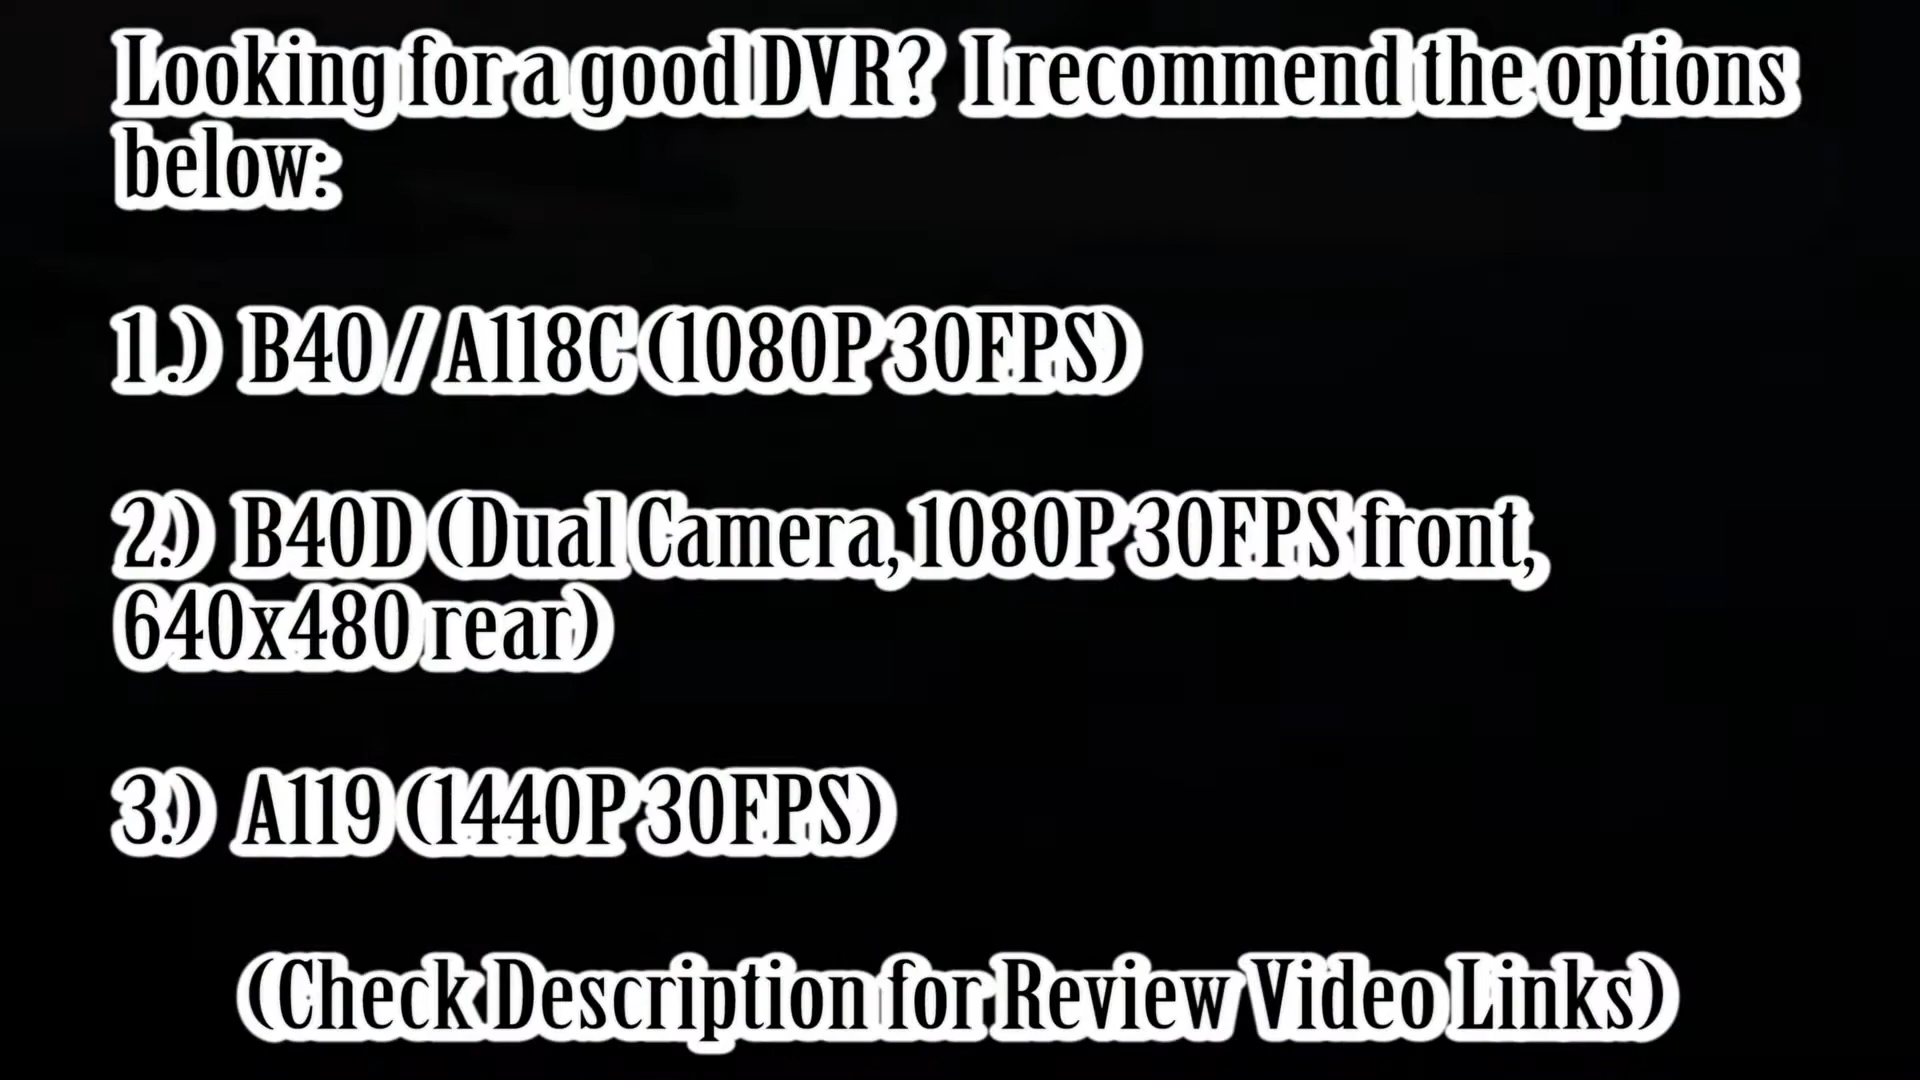 Looking for a good DVR? I recommend the options
below:
1.) B40 / A118C (1080P 30FPS)
2.) B40D (Dual Camera, 1080P 30FPS front,
640x480 rear)
3.) A119 (1440P 30FPS)
(Check Description for Review Video Links)